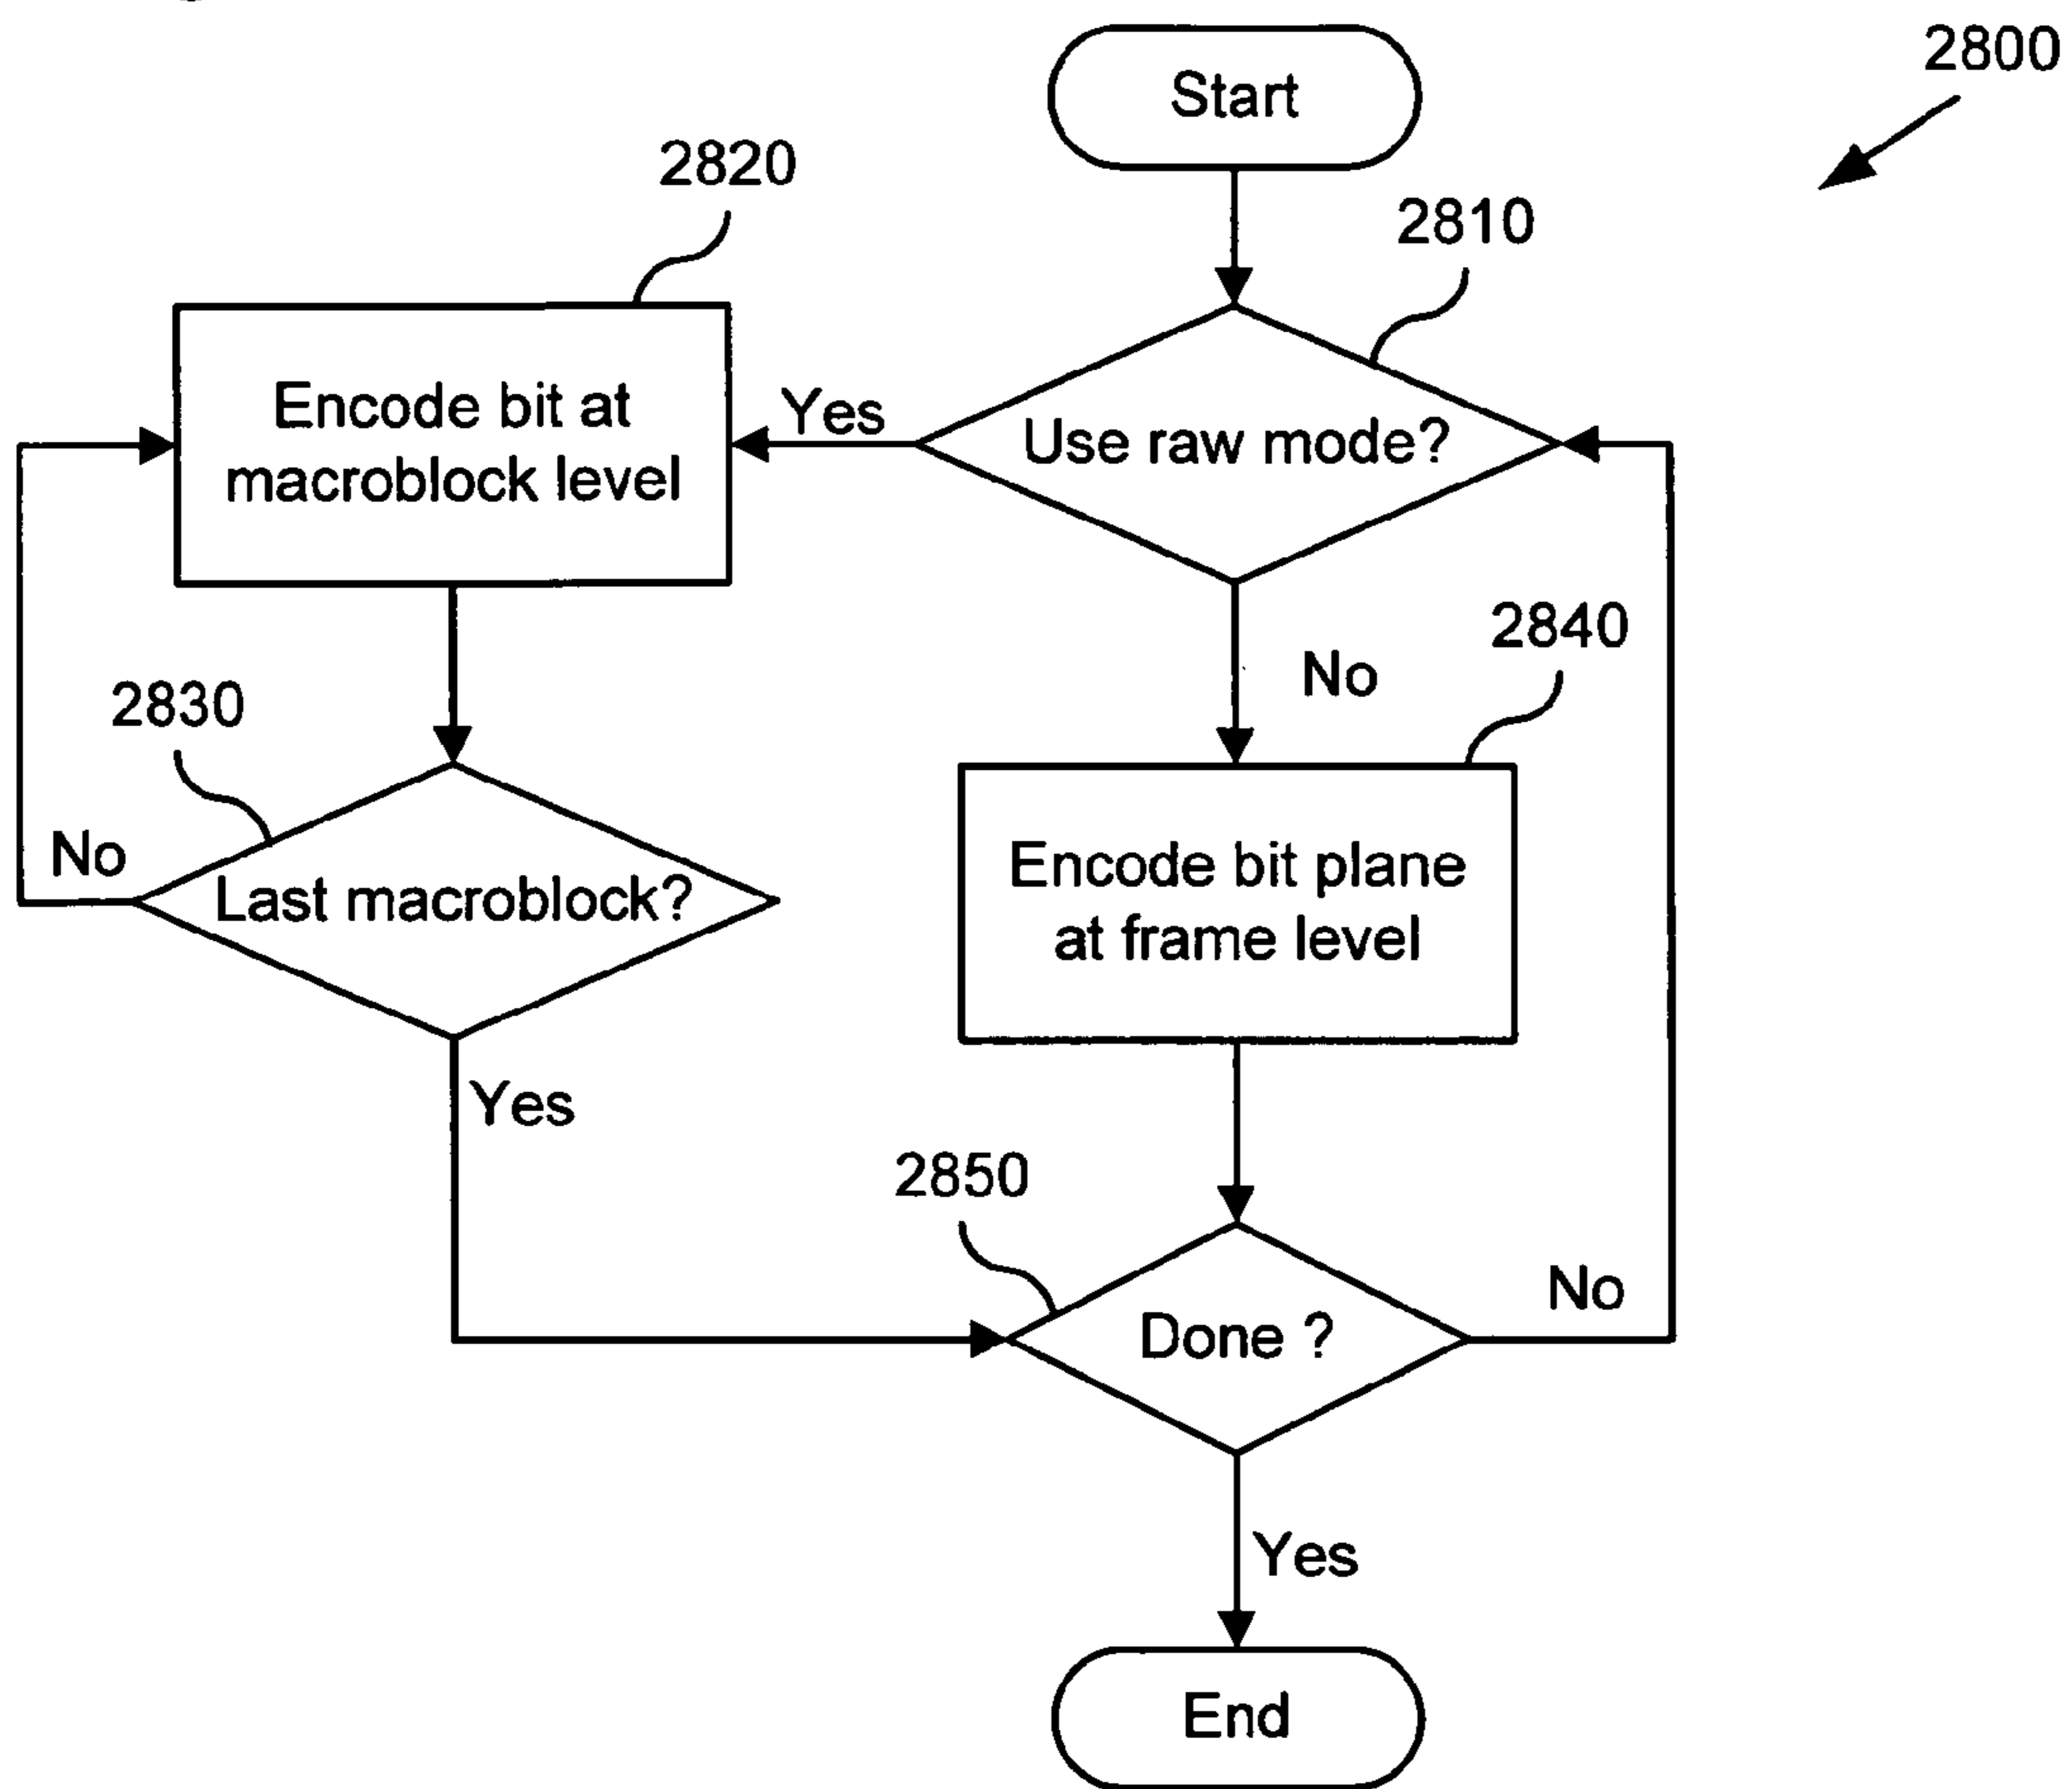 2800
Start
2820
2810
Encode bit at
macroblock level
Yes
Use raw mode?
2830
No
2840
No
Last macroblock?
Encode bit plane
at frame level
Yes
2850
Done ?
No
Yes
End